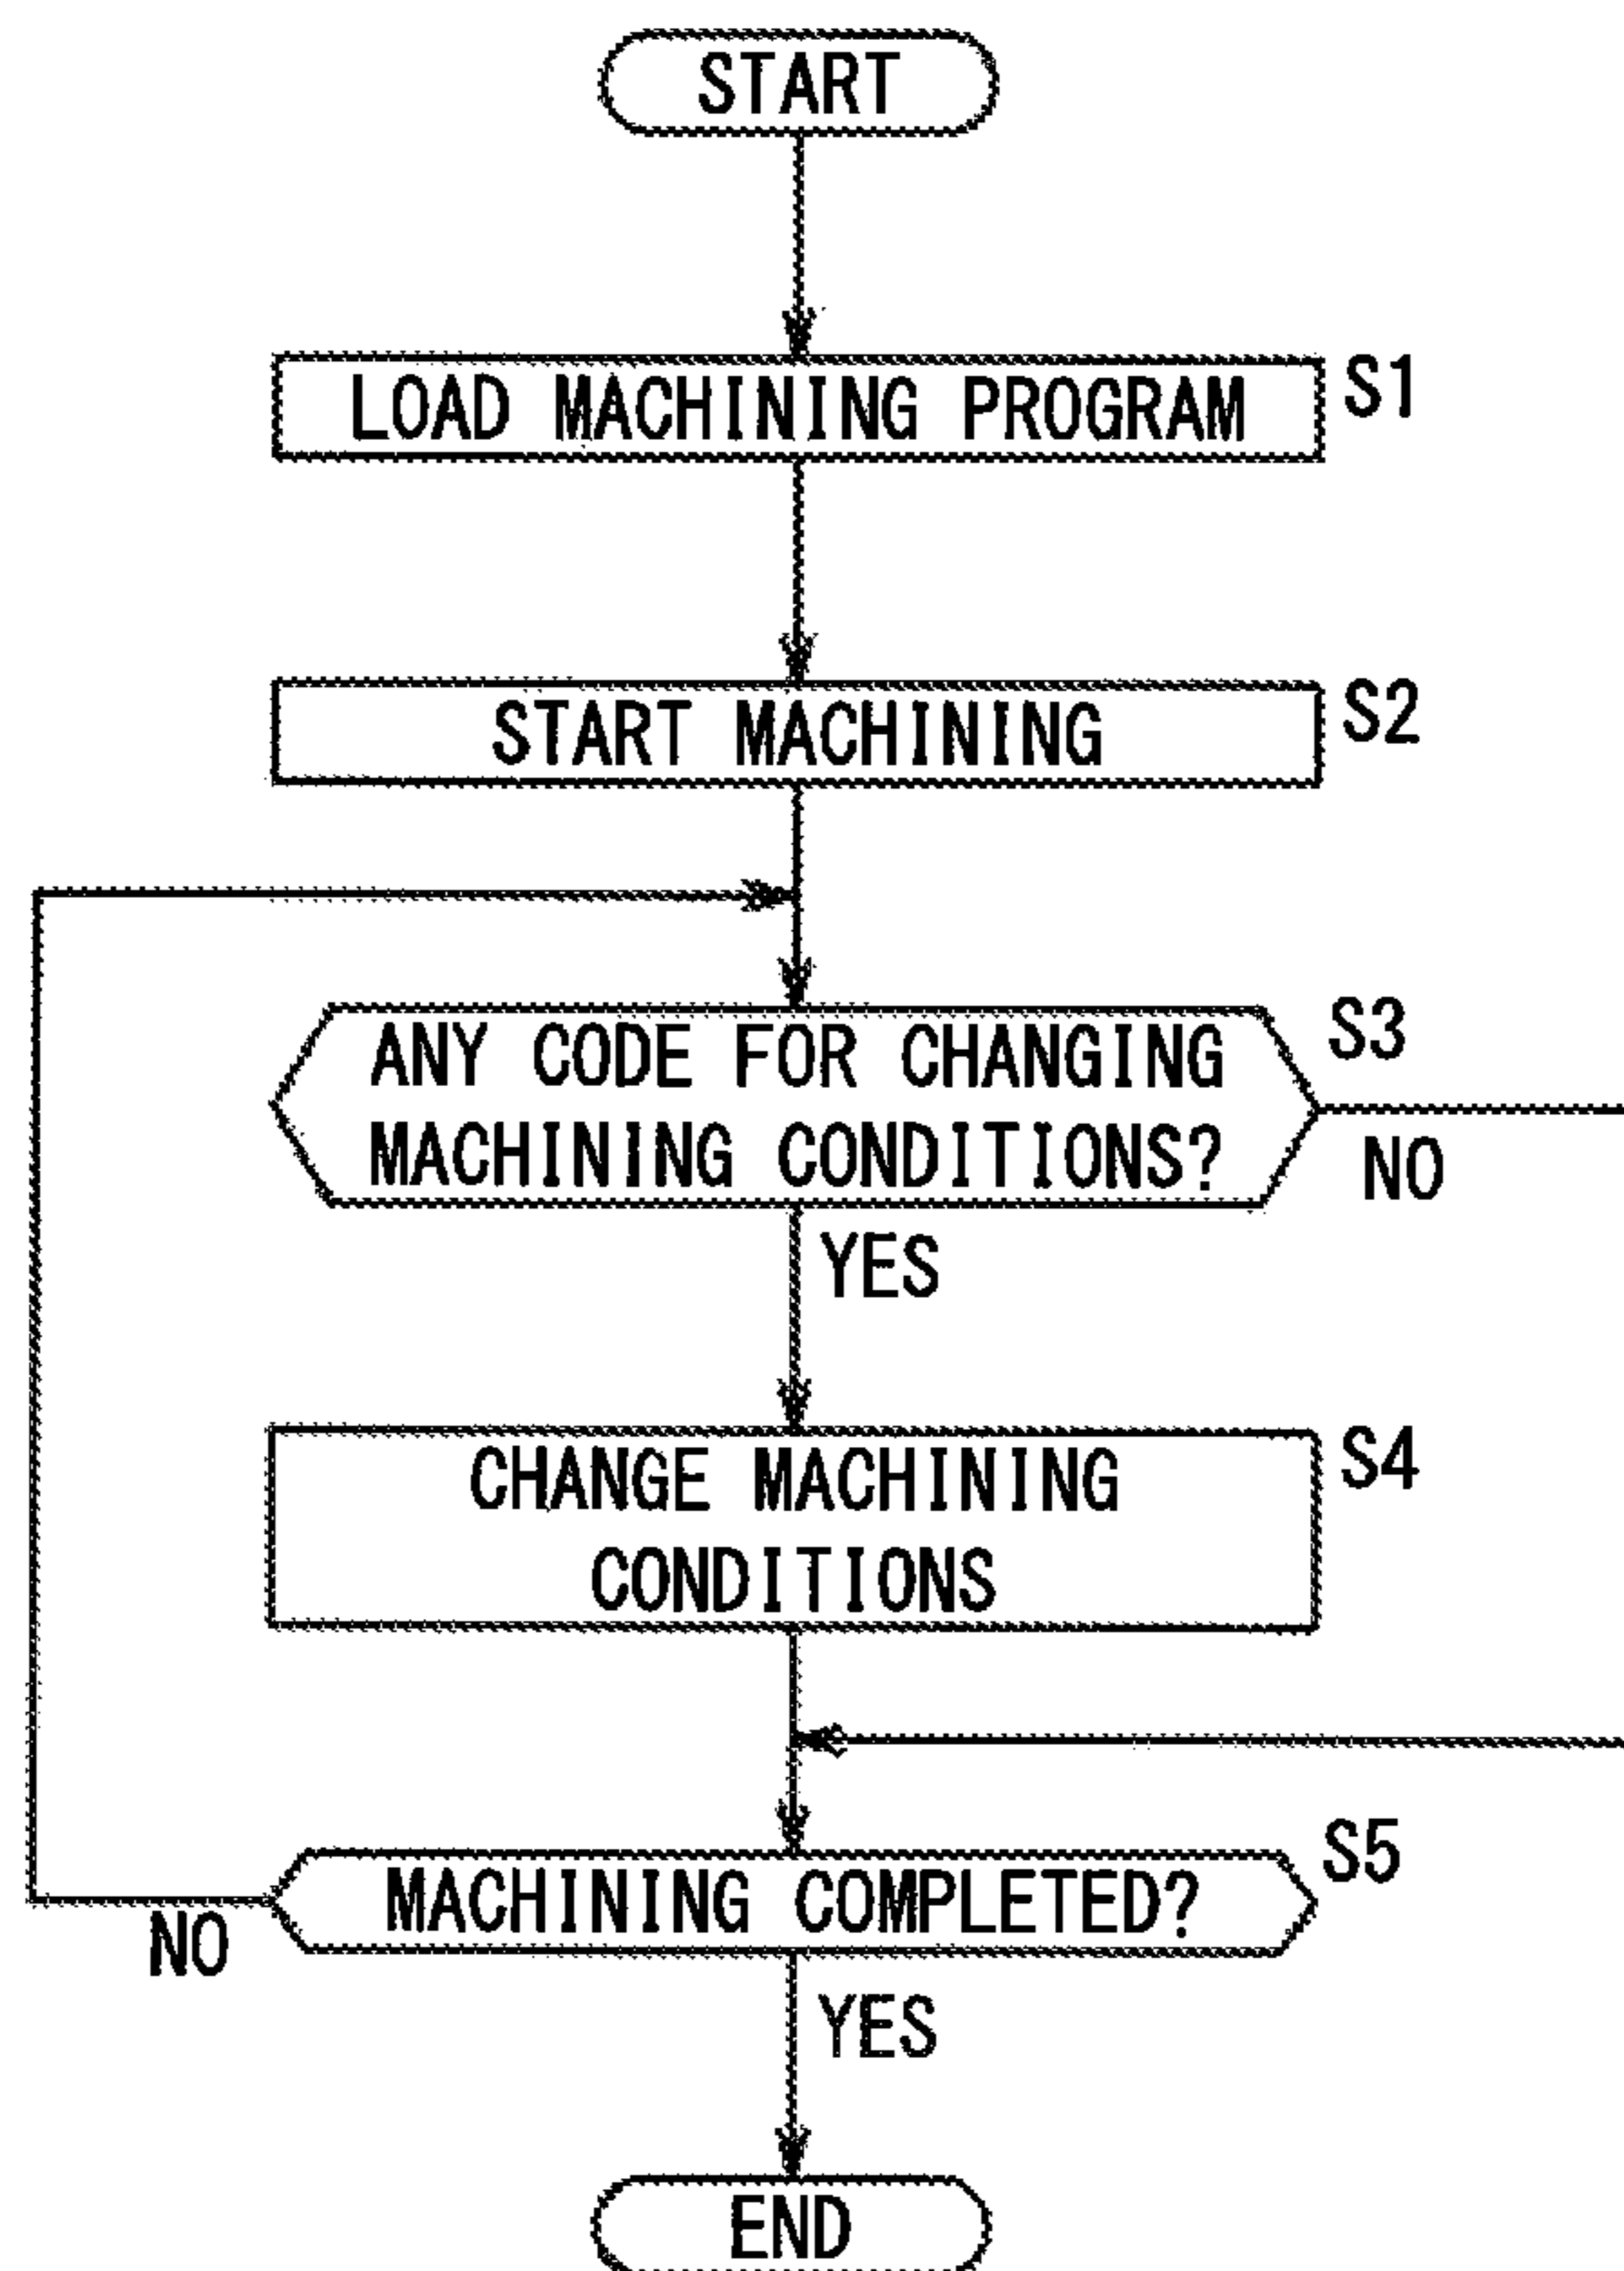 START
LOAD MACHINING PROGRAM
S1
START MACHINING
S2
ANY CODE FOR CHANGING
MACHINING CONDITIONS?
S3
NO
YES
CHANGE MACHINING
CONDITIONS
S4
MACHINING COMPLETED?
S5
NO
YES
END